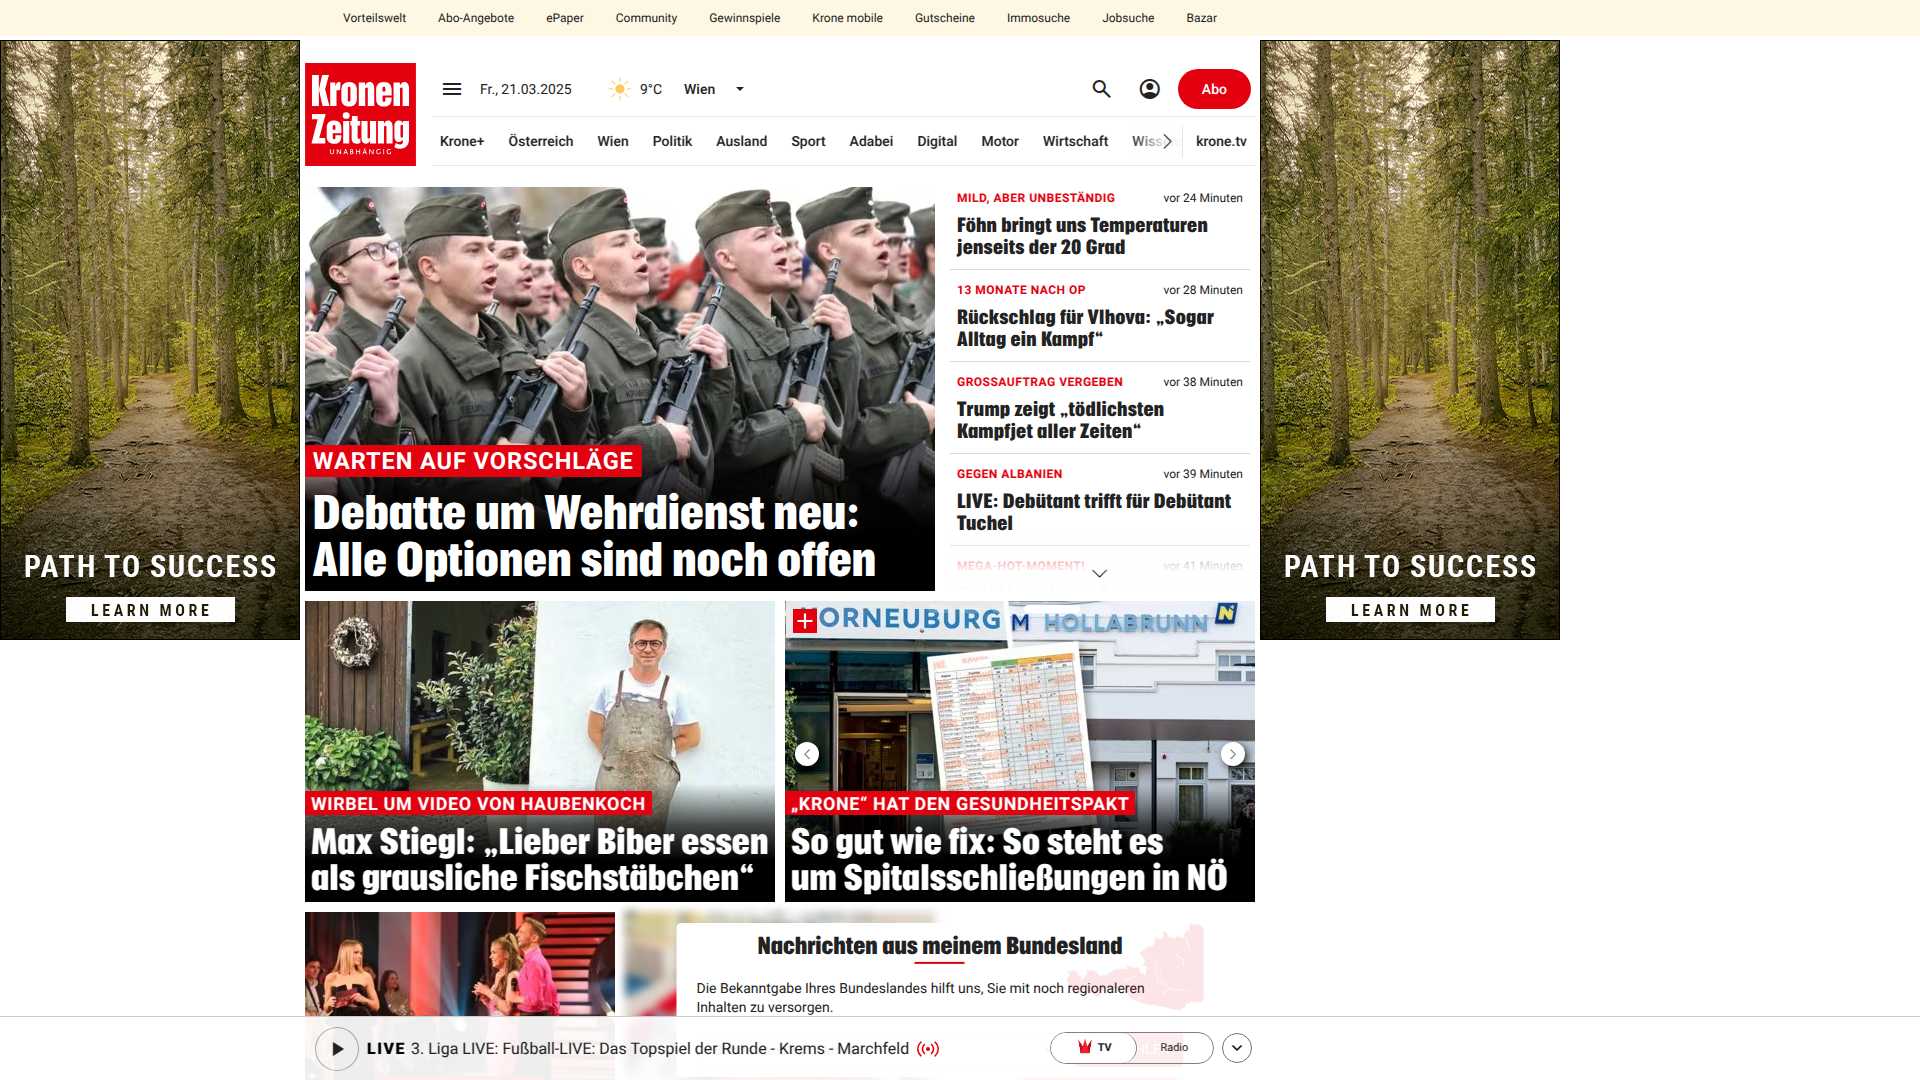 Vorteilswelt Abo-Angebote ePaper Community Gewinnspiele Krone mobile Gutscheine Immosuche Jobsuche Bazar
Kronen
Zeitung
UNABHÄNGIG
Fr., 21.03.2025 9°C Wien Abo
Krone+ Österreich Wien Politik Ausland Sport Adabei Digital Motor Wirtschaft Wiss krone.tv
WARTEN AUF VORSCHLÄGE
Debatte um Wehrdienst neu:
Alle Optionen sind noch offen
MILD, ABER UNBESTÄNDIG vor 24 Minuten
Föhn bringt uns Temperaturen
jenseits der 20 Grad
13 MONATE NACH OP vor 28 Minuten
Rückschlag für Vlhova: „Sogar
Alltag ein Kampf“
GROSSAUFTRAG VERGEBEN vor 38 Minuten
Trump zeigt „tödlichsten
Kampfjet aller Zeiten“
GEGEN ALBANIEN vor 39 Minuten
LIVE: Debütant trifft für Debütant
Tuchel
MEGA-HOT-MOMENT! vor 41 Minuten
PATH TO SUCCESS
LEARN MORE
PATH TO SUCCESS
LEARN MORE
WIRBEL UM VIDEO VON HAUBENKOCH
Max Stiegl: „Lieber Biber essen
als grausliche Fischstäbchen“
ORNEUBURG M HOLLABRUNN N
„KRONE“ HAT DEN GESUNDHEITSPAKT
So gut wie fix: So steht es
um Spitalsschließungen in NÖ
Nachrichten aus meinem Bundesland
Die Bekanntgabe Ihres Bundeslandes hilft uns, Sie mit noch regionaleren
Inhalten zu versorgen.
LIVE 3. Liga LIVE: Fußball-LIVE: Das Topspiel der Runde - Krems - Marchfeld TV Radio